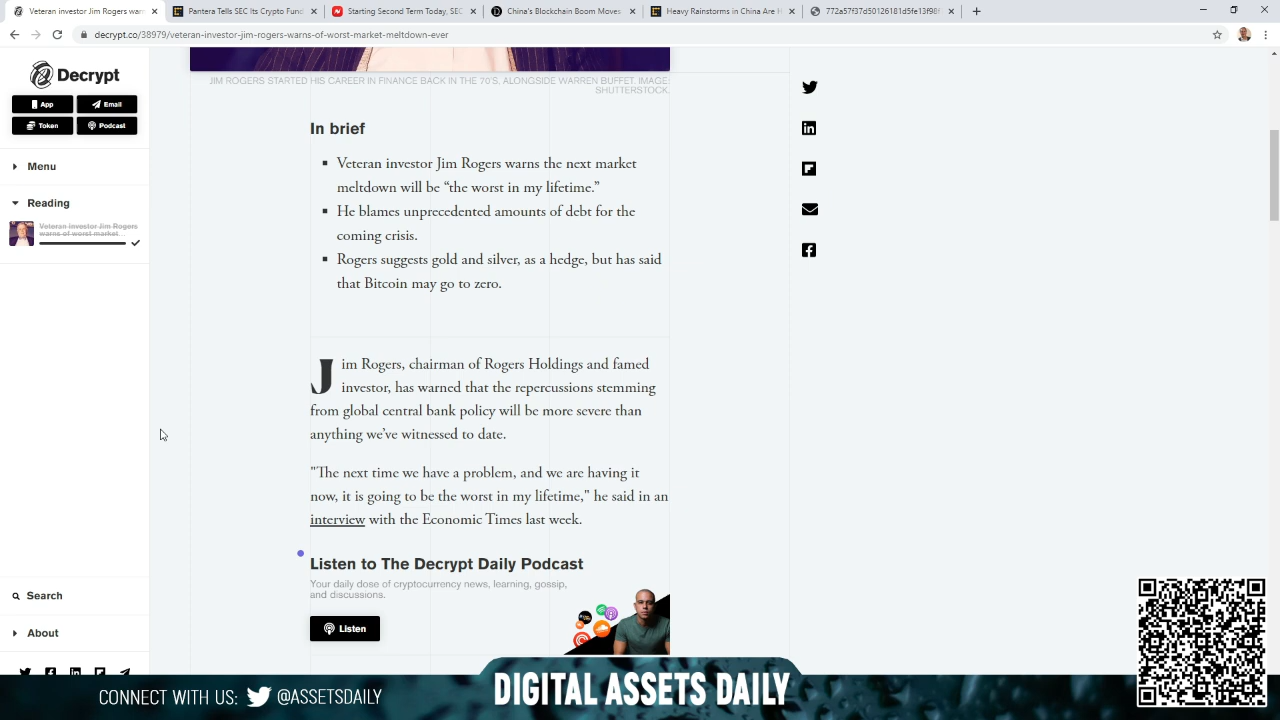 Veteran investor Jim Rogers war
Pantera Tells SEC Its Crypto Fund
Starting Second Term Today, SEC
China's Blockchain Boom Moves
Heavy Rainstorms in China Are H
772a57f37d50126181d5fe13f98f
decrypt.co/38979/veteran-investor-jim-rogers-warns-of-worst-market-meltdown-ever
Decrypt
App
Email
Token
Podcast
Menu
Reading
Veteran investor Jim Rogers
warns of worst market…
Search
About
JIM ROGERS STARTED HIS CAREER IN FINANCE BACK IN THE 70'S, ALONGSIDE WARREN BUFFET. IMAGE:
SHUTTERSTOCK.
In brief
Veteran investor Jim Rogers warns the next market
meltdown will be “the worst in my lifetime.”
He blames unprecedented amounts of debt for the
coming crisis.
Rogers suggests gold and silver, as a hedge, but has said
that Bitcoin may go to zero.
Jim Rogers, chairman of Rogers Holdings and famed
investor, has warned that the repercussions stemming
from global central bank policy will be more severe than
anything we’ve witnessed to date.
"The next time we have a problem, and we are having it
now, it is going to be the worst in my lifetime," he said in an
interview with the Economic Times last week.
Listen to The Decrypt Daily Podcast
Your daily dose of cryptocurrency news, learning, gossip,
and discussions.
Listen
CONNECT WITH US: @ASSETSDAILY
DIGITAL ASSETS DAILY